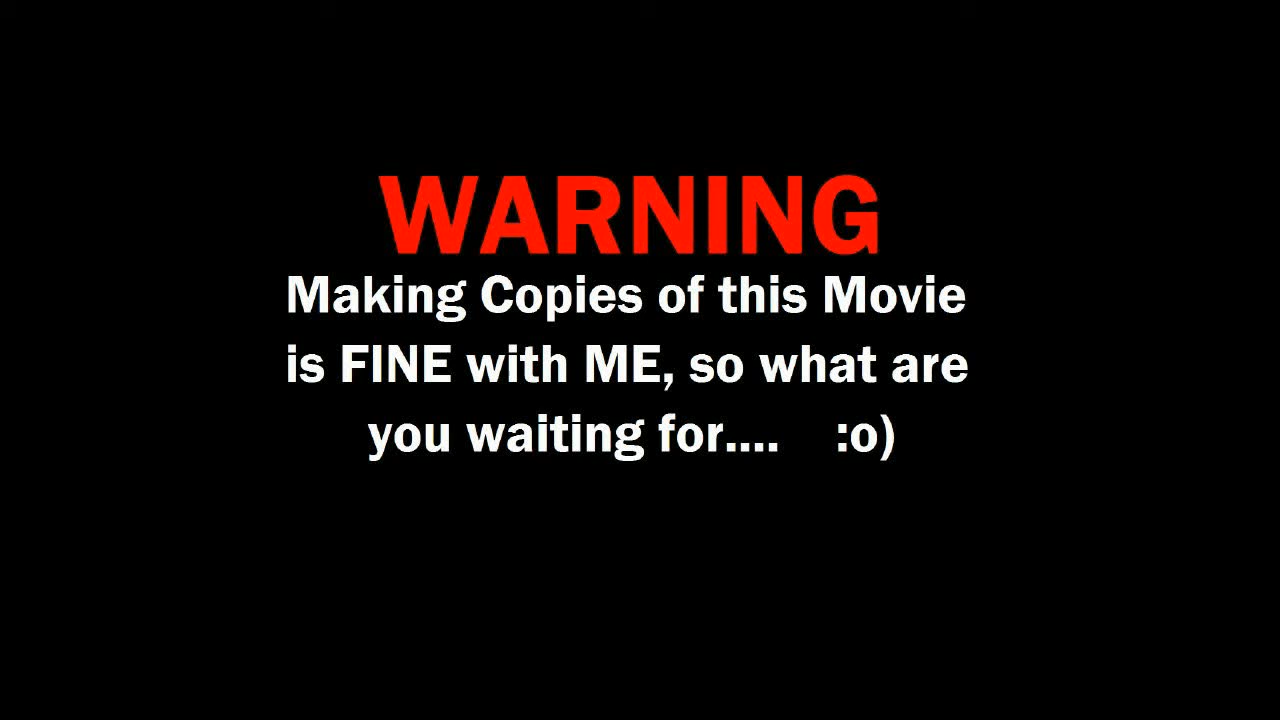 WARNING
Making Copies of this Movie
is FINE with ME, so what are
you waiting for.... :o)